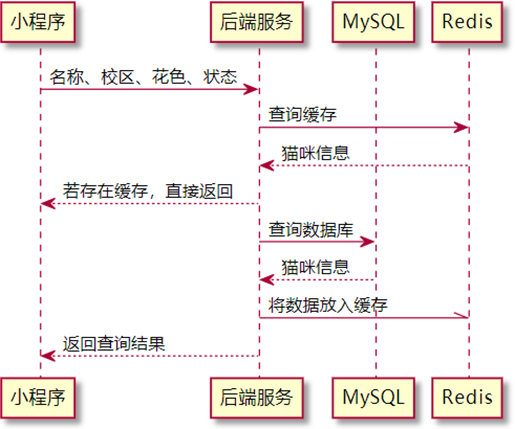 小程序
后端服务
MySQL
Redis
名称、校区、花色、状态
查询缓存
猫咪信息
若存在缓存，直接返回
查询数据库
猫咪信息
将数据放入缓存
返回查询结果
小程序
后端服务
MySQL
Redis